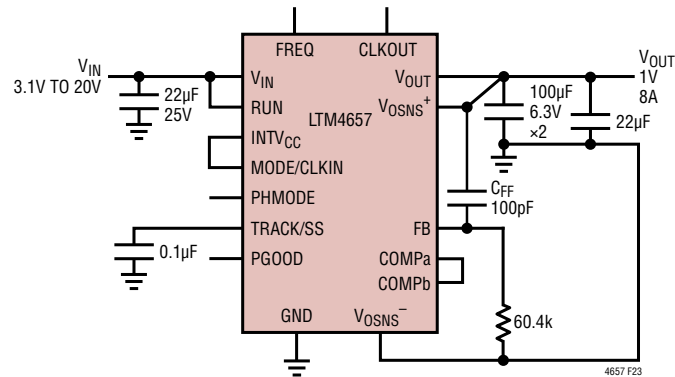 FREQ CLKOUT
V_IN
3.1V TO 20V
22µF
25V
V_IN
RUN
INTV_CC
MODE/CLKIN
PHMODE
TRACK/SS
PGOOD
0.1µF
GND
LTM4657
V_OUT
V_OSNS^+
FB
COMPa
COMPb
V_OSNS^−
C_FF
100pF
100µF
6.3V
×2
22µF
V_OUT
1V
8A
60.4k
4657 F23